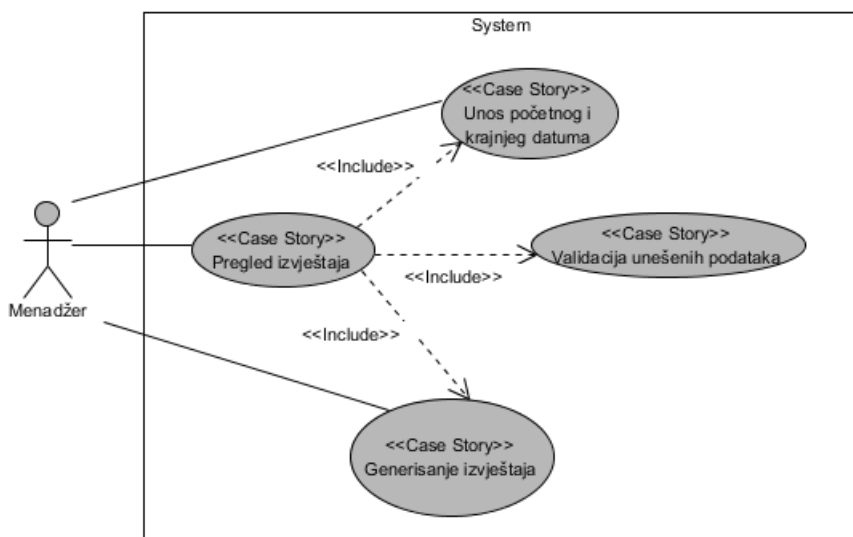 System
<<Case Story>>
Unos početnog i
krajnjeg datuma
<<Include>>
<<Case Story>>
Pregled izvještaja
<<Case Story>>
Validacija unešenih podataka
<<Include>>
Menadžer
<<Include>>
<<Case Story>>
Generisanje izvještaja